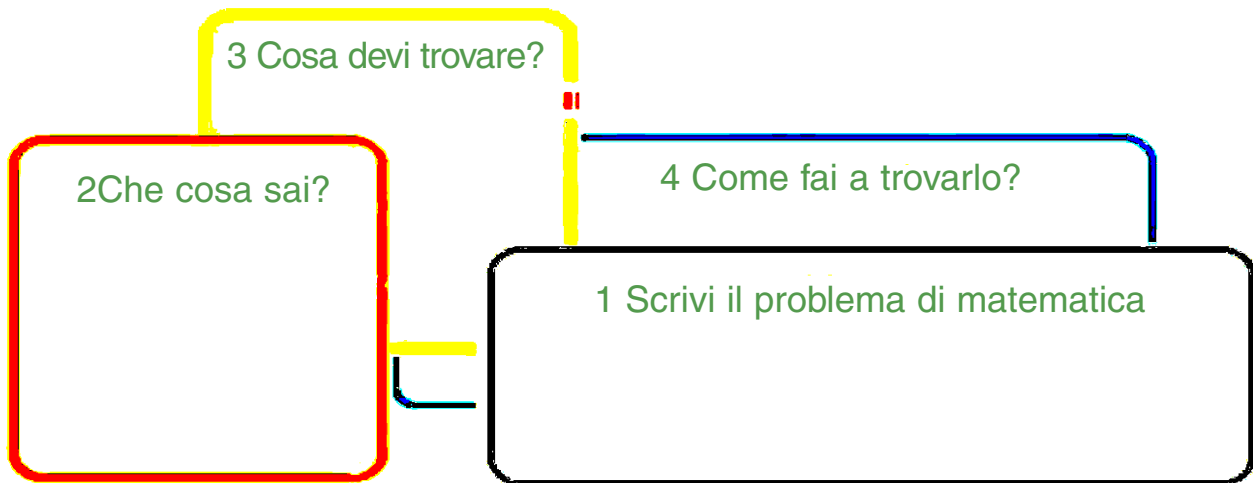 3 Cosa devi trovare?
2Che cosa sai?
4 Come fai a trovarlo?
1 Scrivi il problema di matematica